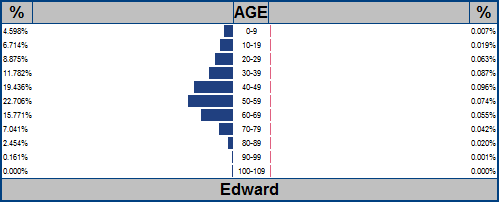 % AGE %
4.598% 0-9 0.007%
6.714% 10-19 0.019%
8.875% 20-29 0.063%
11.782% 30-39 0.087%
19.436% 40-49 0.096%
22.706% 50-59 0.074%
15.771% 60-69 0.055%
7.041% 70-79 0.042%
2.454% 80-89 0.020%
0.161% 90-99 0.001%
0.000% 100-109 0.000%
Edward